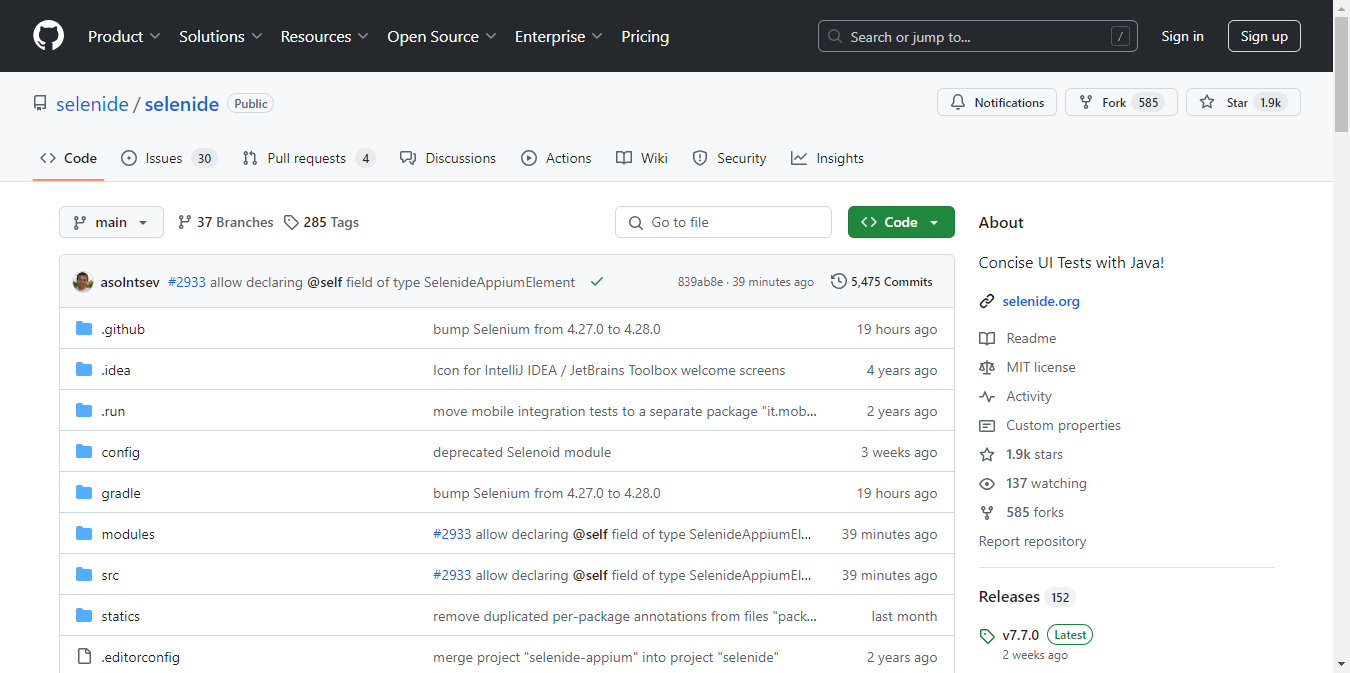 Product Solutions Resources Open Source Enterprise Pricing Search or jump to... / Sign in Sign up
selenide / selenide Public Notifications Fork 585 Star 1.9k
Code Issues 30 Pull requests 4 Discussions Actions Wiki Security Insights
main 37 Branches 285 Tags Go to file Code
asolntsev #2933 allow declaring @self field of type SelenideAppiumElement 839ab8e · 39 minutes ago 5,475 Commits
.github bump Selenium from 4.27.0 to 4.28.0 19 hours ago
.idea Icon for IntelliJ IDEA / JetBrains Toolbox welcome screens 4 years ago
.run move mobile integration tests to a separate package "it.mob... 2 years ago
config deprecated Selenoid module 3 weeks ago
gradle bump Selenium from 4.27.0 to 4.28.0 19 hours ago
modules #2933 allow declaring @self field of type SelenideAppiumEl... 39 minutes ago
src #2933 allow declaring @self field of type SelenideAppiumEl... 39 minutes ago
statics remove duplicated per-package annotations from files "pack... last month
.editorconfig merge project "selenide-appium" into project "selenide" 2 years ago
About
Concise UI Tests with Java!
selenide.org
Readme
MIT license
Activity
Custom properties
1.9k stars
137 watching
585 forks
Report repository
Releases 152
v7.7.0 Latest
2 weeks ago